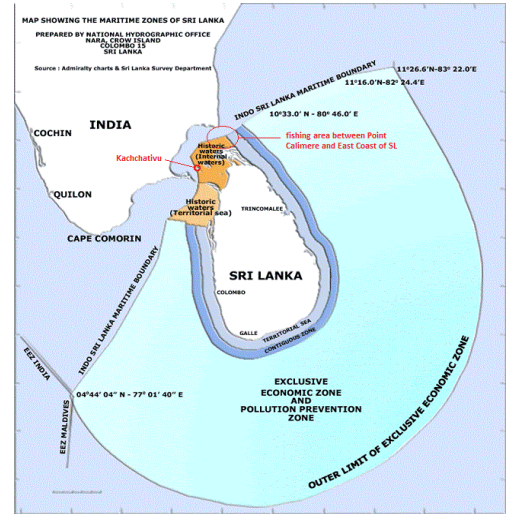 MAP SHOWING THE MARITIME ZONES OF SRI LANKA
PREPARED BY NATIONAL HYDROGRAPHIC OFFICE
NARA, CROW ISLAND
COLOMBO 15
SRI LANKA
Source : Admiralty charts & Sri Lanka Survey Department
INDO SRI LANKA MARITIME BOUNDARY
11°26.6'N-83° 22.0'E
11°16.0'N-82° 24.4'E
10°33.0' N - 80° 46.0' E
INDIA
COCHIN
fishing area between Point
Calimere and East Coast of SL
Historic
waters
(Internal
waters)
Kachchativu
QUILON
Historic
waters
(Territorial sea)
TRINCOMALEE
CAPE COMORIN
SRI LANKA
COLOMBO
INDO SRI LANKA MARITIME BOUNDARY
GALLE
TERRITORIAL SEA
CONTIGUOUS ZONE
EEZ INDIA
04°44' 04" N - 77° 01' 40" E
EEZ MALDIVES
EXCLUSIVE
ECONOMIC ZONE
AND
POLLUTION PREVENTION
ZONE
OUTER LIMIT OF EXCLUSIVE ECONOMIC ZONE